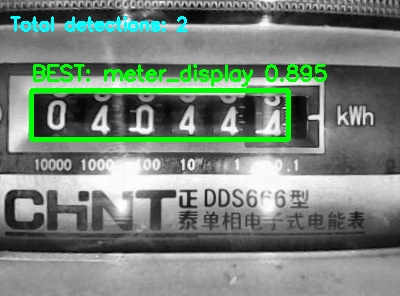 Total detections: 2
BEST: meter_display 0.895
0 4 0 4 4 4 kWh
10000 1000 100 10 1 0.1
CHNT 正泰 DDS666型
单相电子式电能表